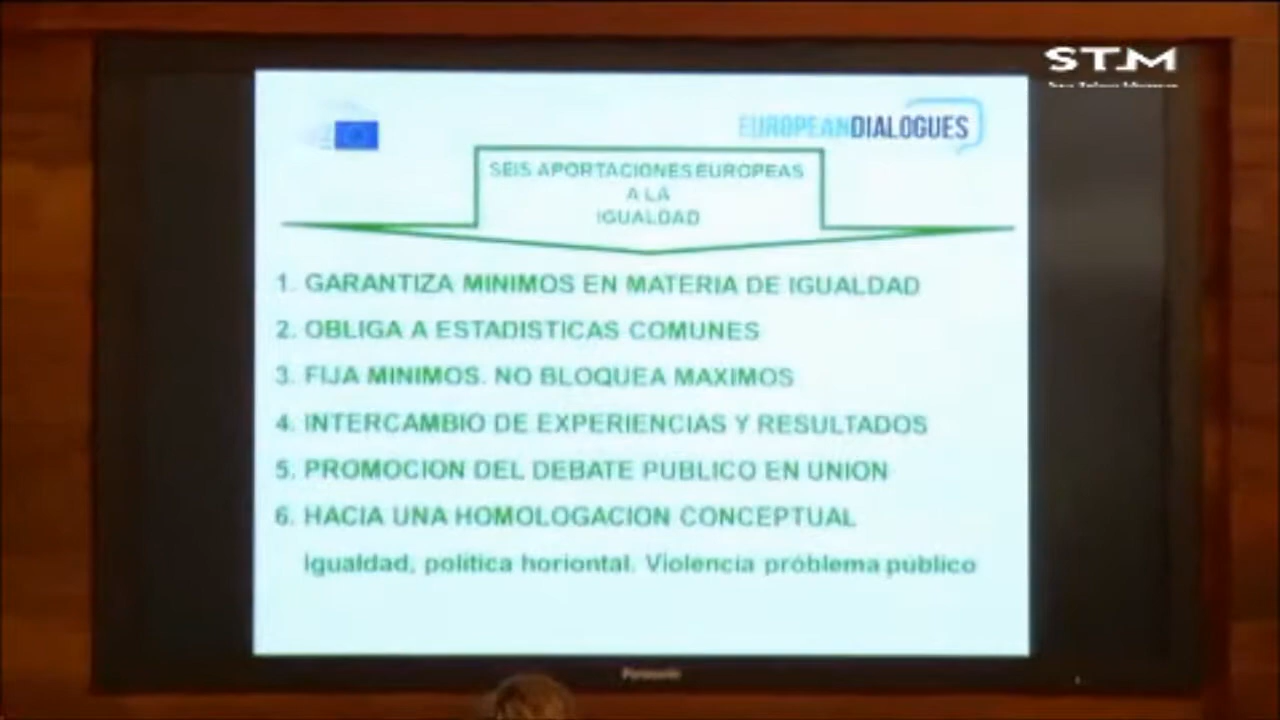 STM
EUROPEANDIALOGUES
SEIS APORTACIONES EUROPEAS
A LA
IGUALDAD
1. GARANTIZA MINIMOS EN MATERIA DE IGUALDAD
2. OBLIGA A ESTADISTICAS COMUNES
3. FIJA MINIMOS. NO BLOQUEA MAXIMOS
4. INTERCAMBIO DE EXPERIENCIAS Y RESULTADOS
5. PROMOCION DEL DEBATE PUBLICO EN UNION
6. HACIA UNA HOMOLOGACION CONCEPTUAL
Igualdad, política horiontal. Violencia próblema público
Panasonic